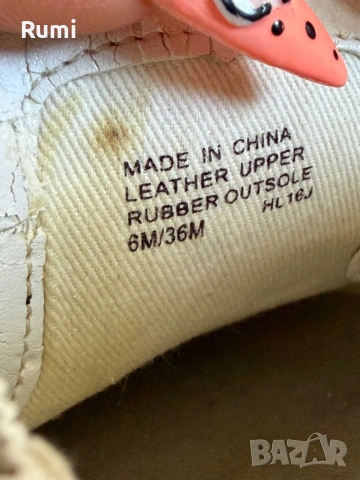 Rumi
MADE IN CHINA
LEATHER UPPER
RUBBER OUTSOLE
HL16J
6M/36M
BAZAR